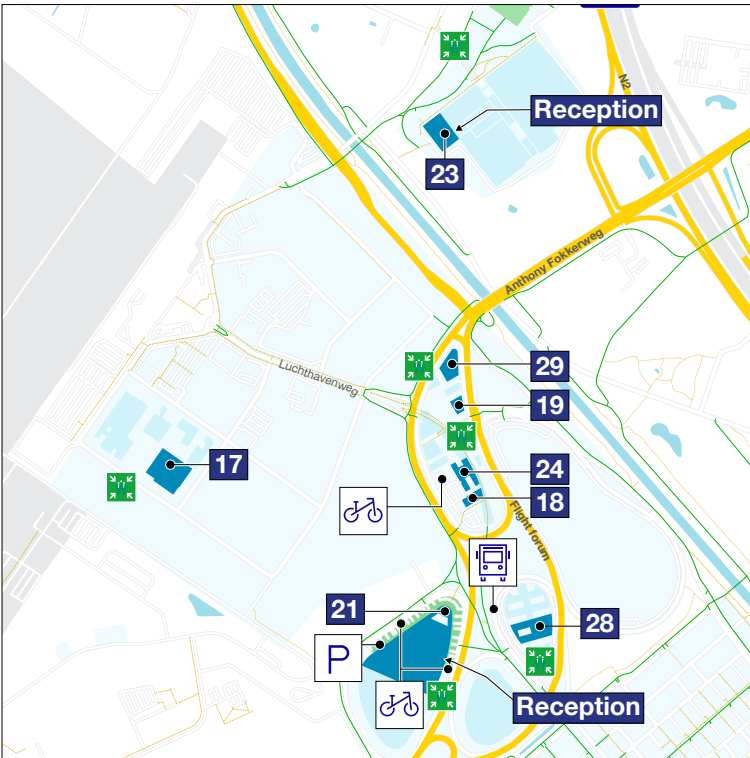 N2
Reception
23
Anthony Fokkerweg
29
Luchthavenweg
19
17
24
18
Flight forum
21
28
P
Reception